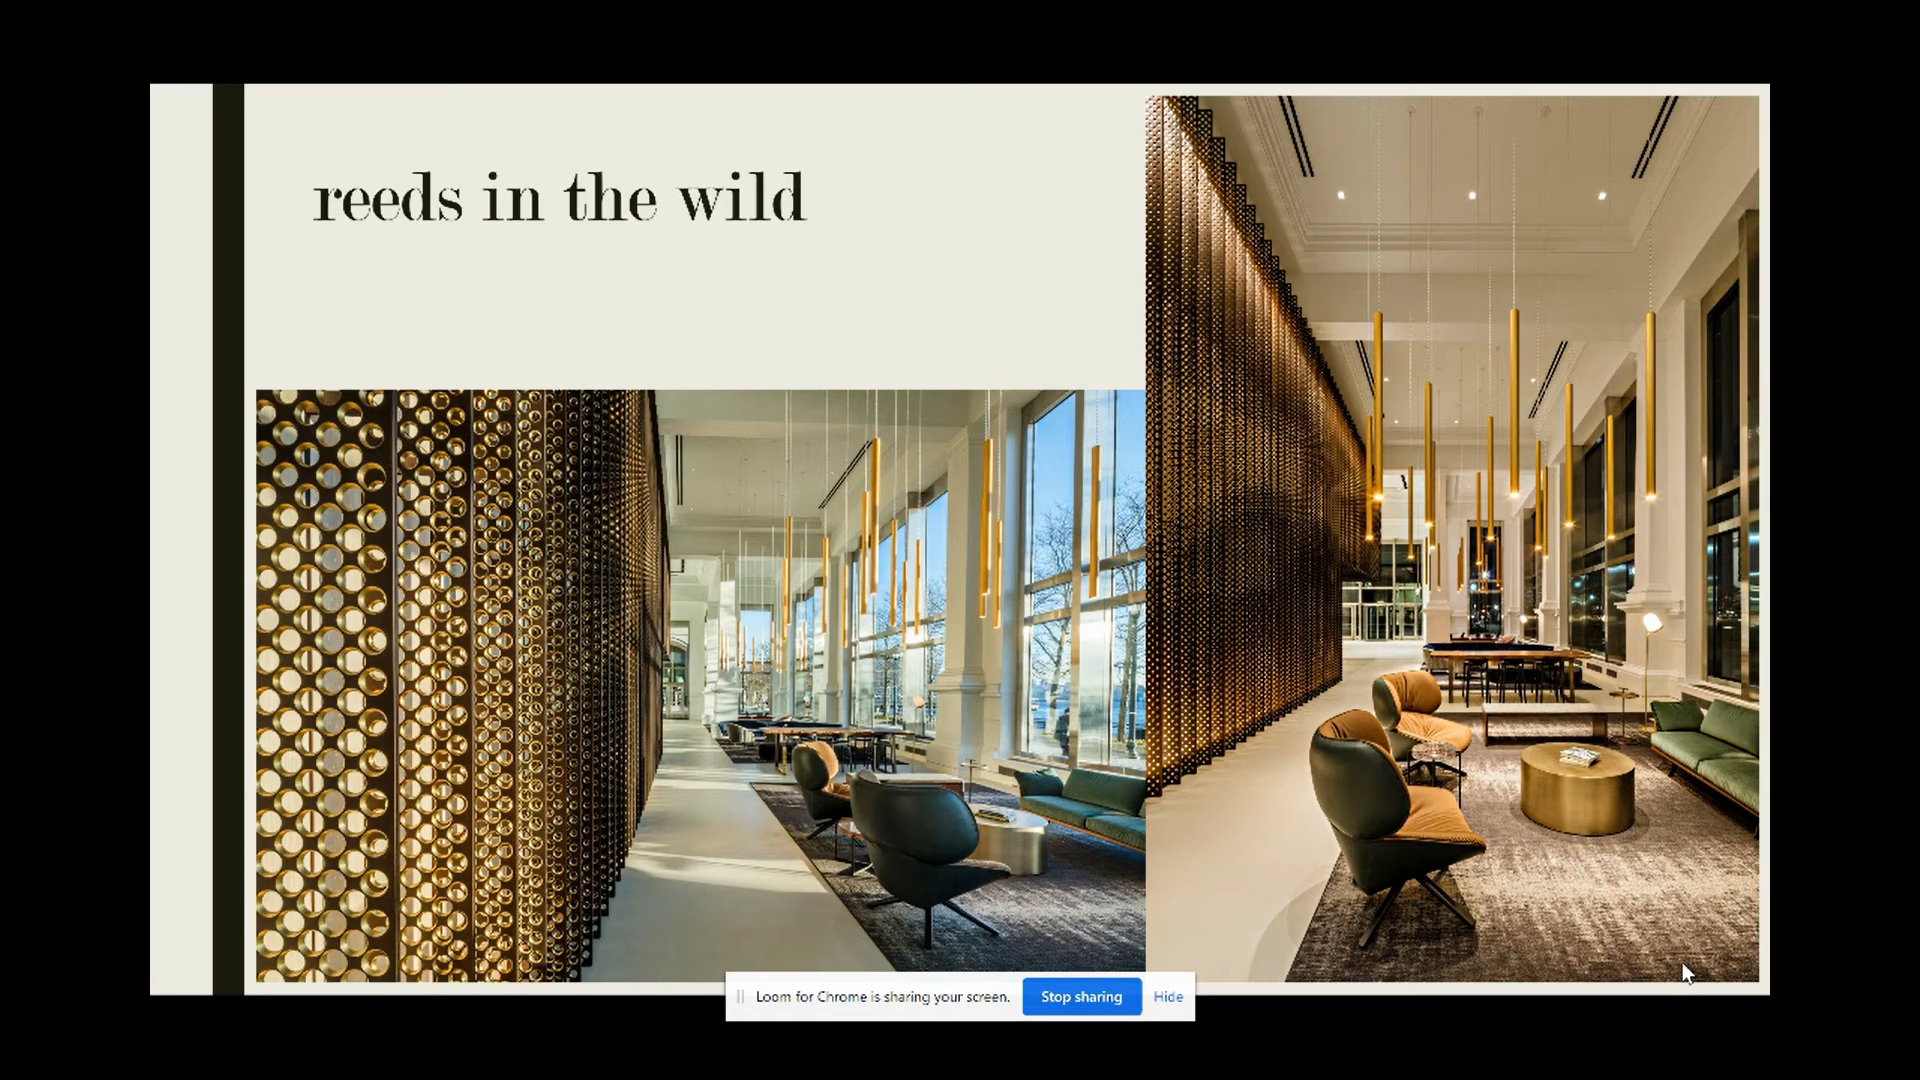 reeds in the wild
Loom for Chrome is sharing your screen. Stop sharing Hide